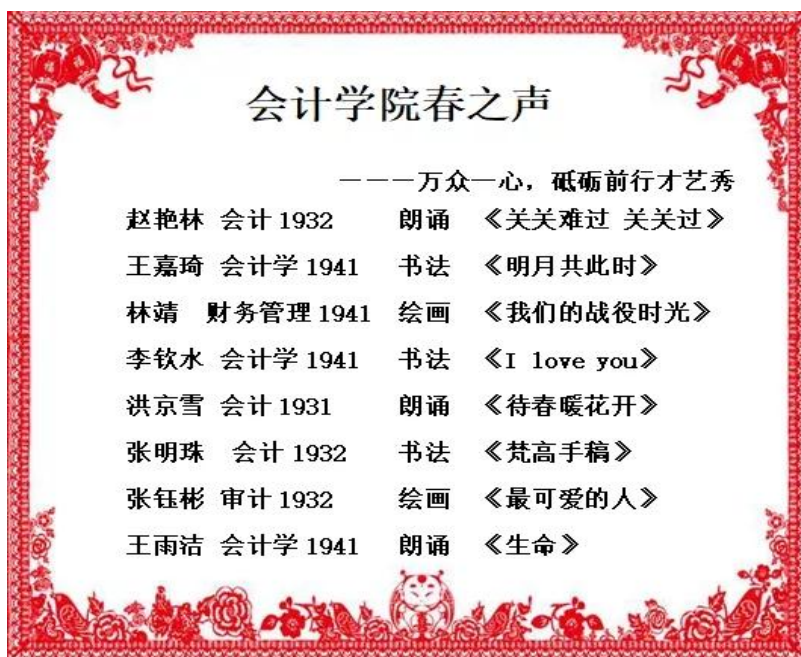 会计学院春之声
———万众一心，砥砺前行才艺秀
赵艳林 会计1932 朗诵 《关关难过 关关过》
王嘉琦 会计学1941 书法 《明月共此时》
林靖 财务管理1941 绘画 《我们的战役时光》
李钦水 会计学1941 书法 《I love you》
洪京雪 会计1931 朗诵 《待春暖花开》
张明珠 会计1932 书法 《梵高手稿》
张钰彬 审计1932 绘画 《最可爱的人》
王雨洁 会计学1941 朗诵 《生命》